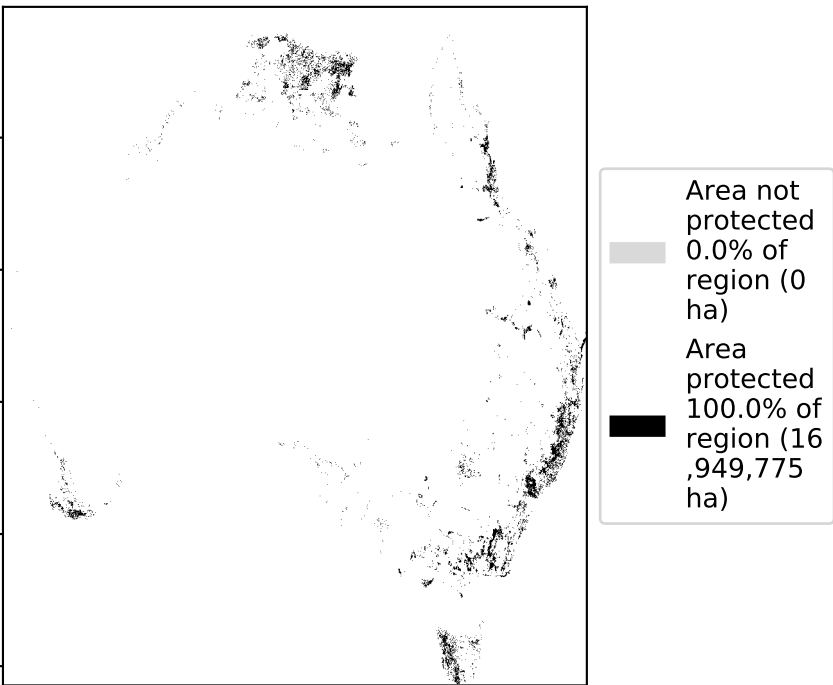 Area not
protected
0.0% of
region (0
ha)
Area
protected
100.0% of
region (16
,949,775
ha)